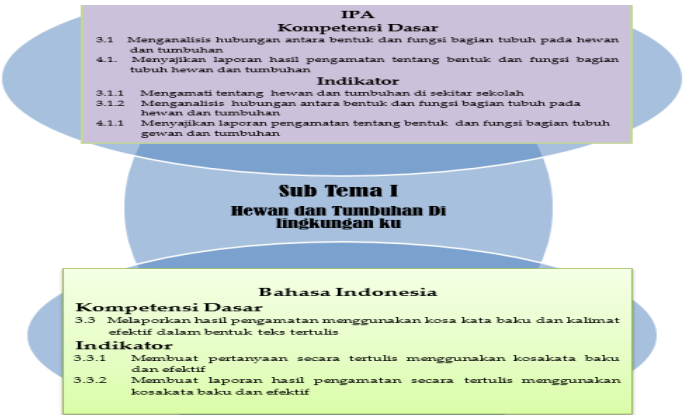 IPA
Kompetensi Dasar
3.1 Menganalisis hubungan antara bentuk dan fungsi bagian tubuh pada hewan
dan tumbuhan
4.1. Menyajikan laporan hasil pengamatan tentang bentuk dan fungsi bagian
tubuh hewan dan tumbuhan
Indikator
3.1.1 Mengamati tentang hewan dan tumbuhan di sekitar sekolah
3.1.2 Menganalisis hubungan antara bentuk dan fungsi bagian tubuh pada
hewan dan tumbuhan
4.1.1 Menyajikan laporan pengamatan tentang bentuk dan fungsi bagian tubuh
gewan dan tumbuhan
Sub Tema I
Hewan dan Tumbuhan Di
lingkungan ku
Bahasa Indonesia
Kompetensi Dasar
3.3 Melaporkan hasil pengamatan menggunakan kosa kata baku dan kalimat
efektif dalam bentuk teks tertulis
Indikator
3.3.1 Membuat pertanyaan secara tertulis menggunakan kosakata baku
dan efektif
3.3.2 Membuat laporan hasil pengamatan secara tertulis menggunakan
kosakata baku dan efektif